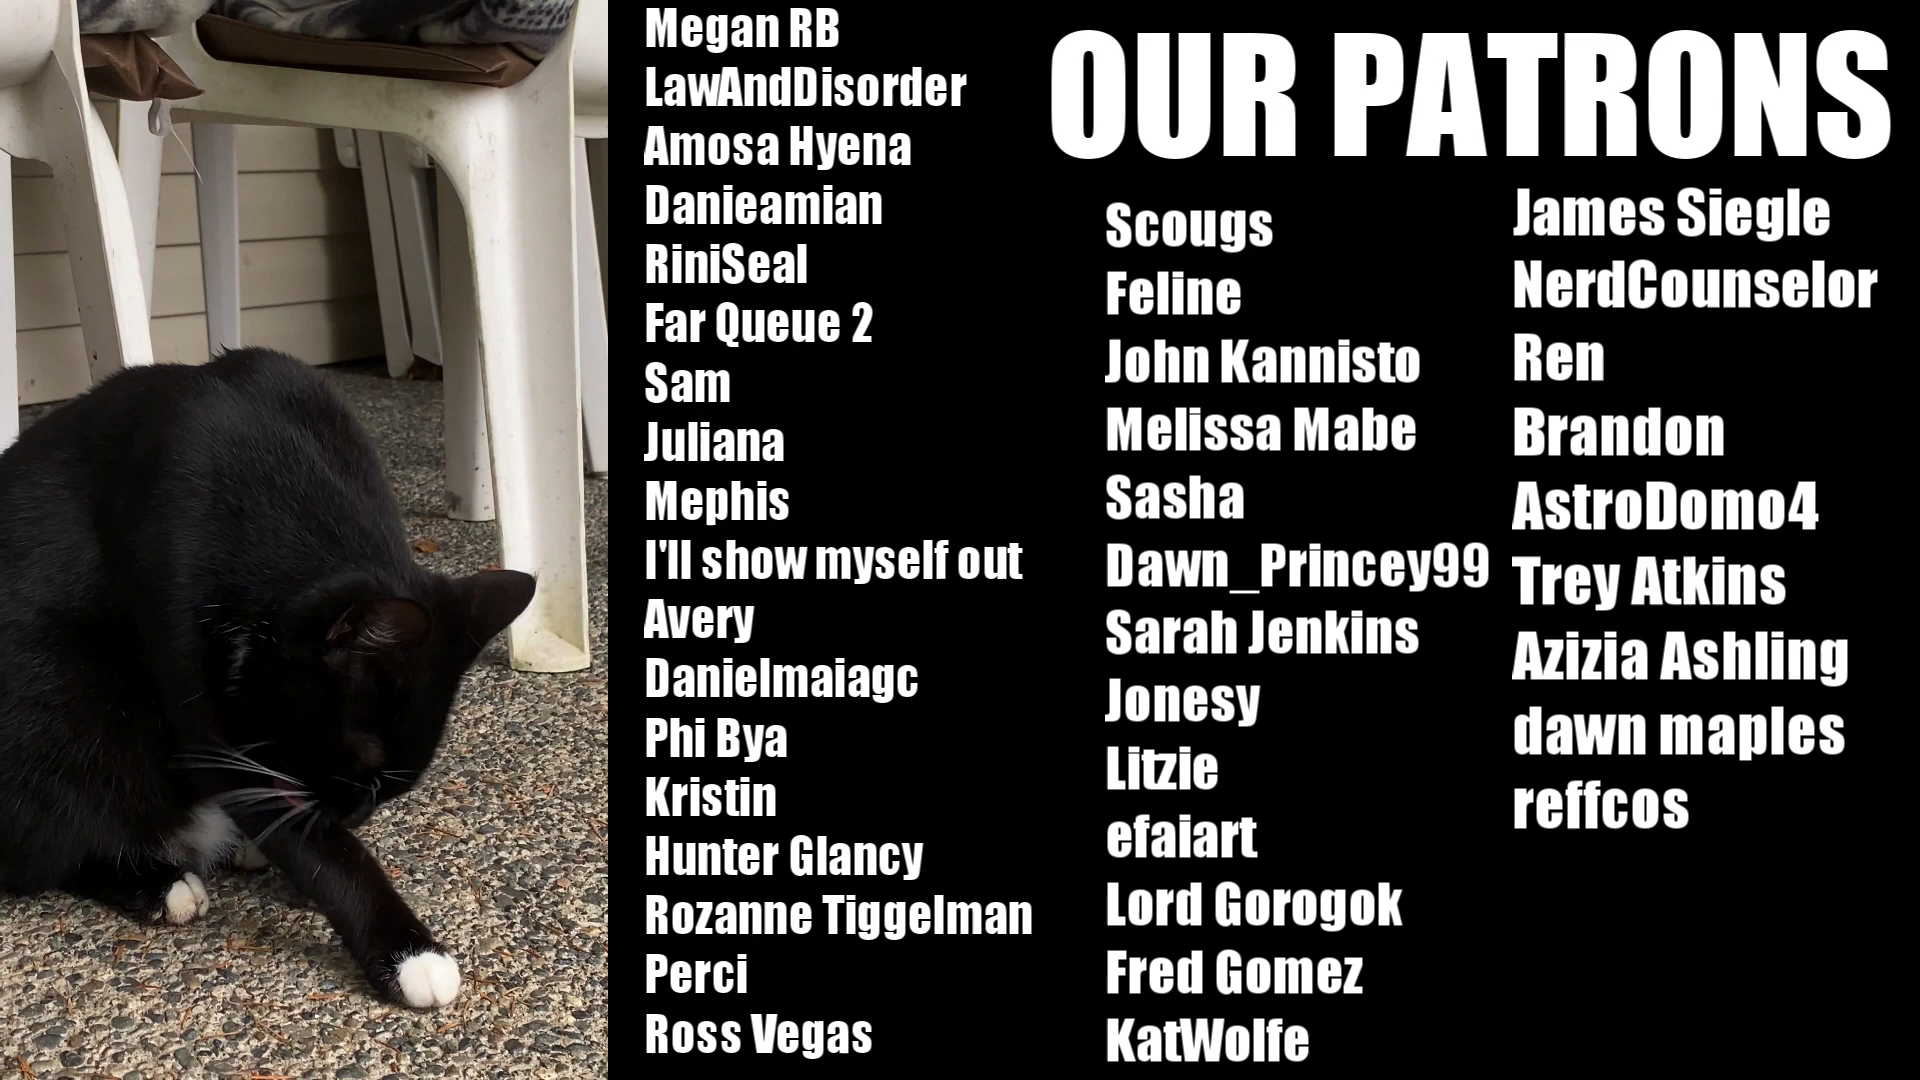 OUR PATRONS
Megan RB
LawAndDisorder
Amosa Hyena
Danieamian
RiniSeal
Far Queue 2
Sam
Juliana
Mephis
I'll show myself out
Avery
Danielmaiagc
Phi Bya
Kristin
Hunter Glancy
Rozanne Tiggelman
Perci
Ross Vegas
Scougs
Feline
John Kannisto
Melissa Mabe
Sasha
Dawn_Princey99
Sarah Jenkins
Jonesy
Litzie
efaiart
Lord Gorogok
Fred Gomez
KatWolfe
James Siegle
NerdCounselor
Ren
Brandon
AstroDomo4
Trey Atkins
Azizia Ashling
dawn maples
reffcos